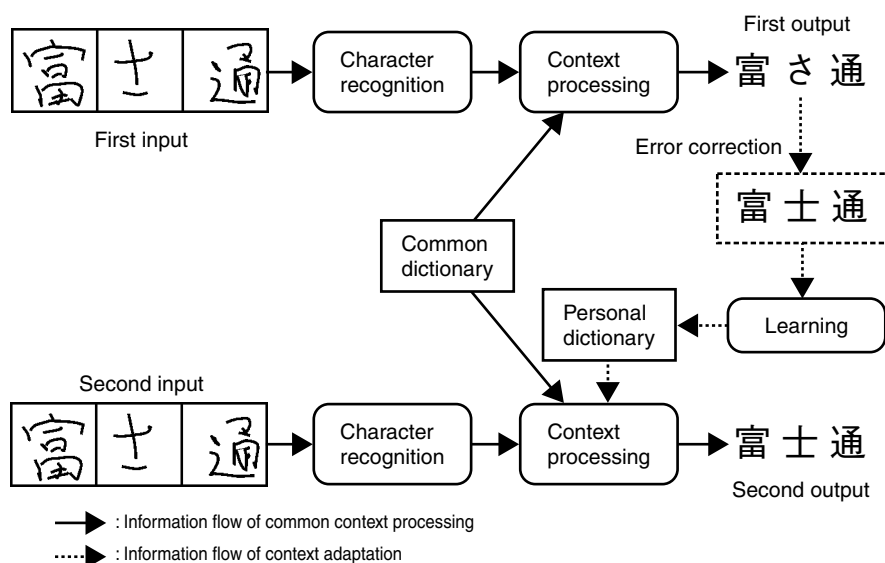 First input
富士通
Character recognition
Context processing
First output
富さ通
Error correction
富士通
Common dictionary
Learning
Personal dictionary
Second input
富士通
Character recognition
Context processing
Second output
富士通
: Information flow of common context processing
: Information flow of context adaptation